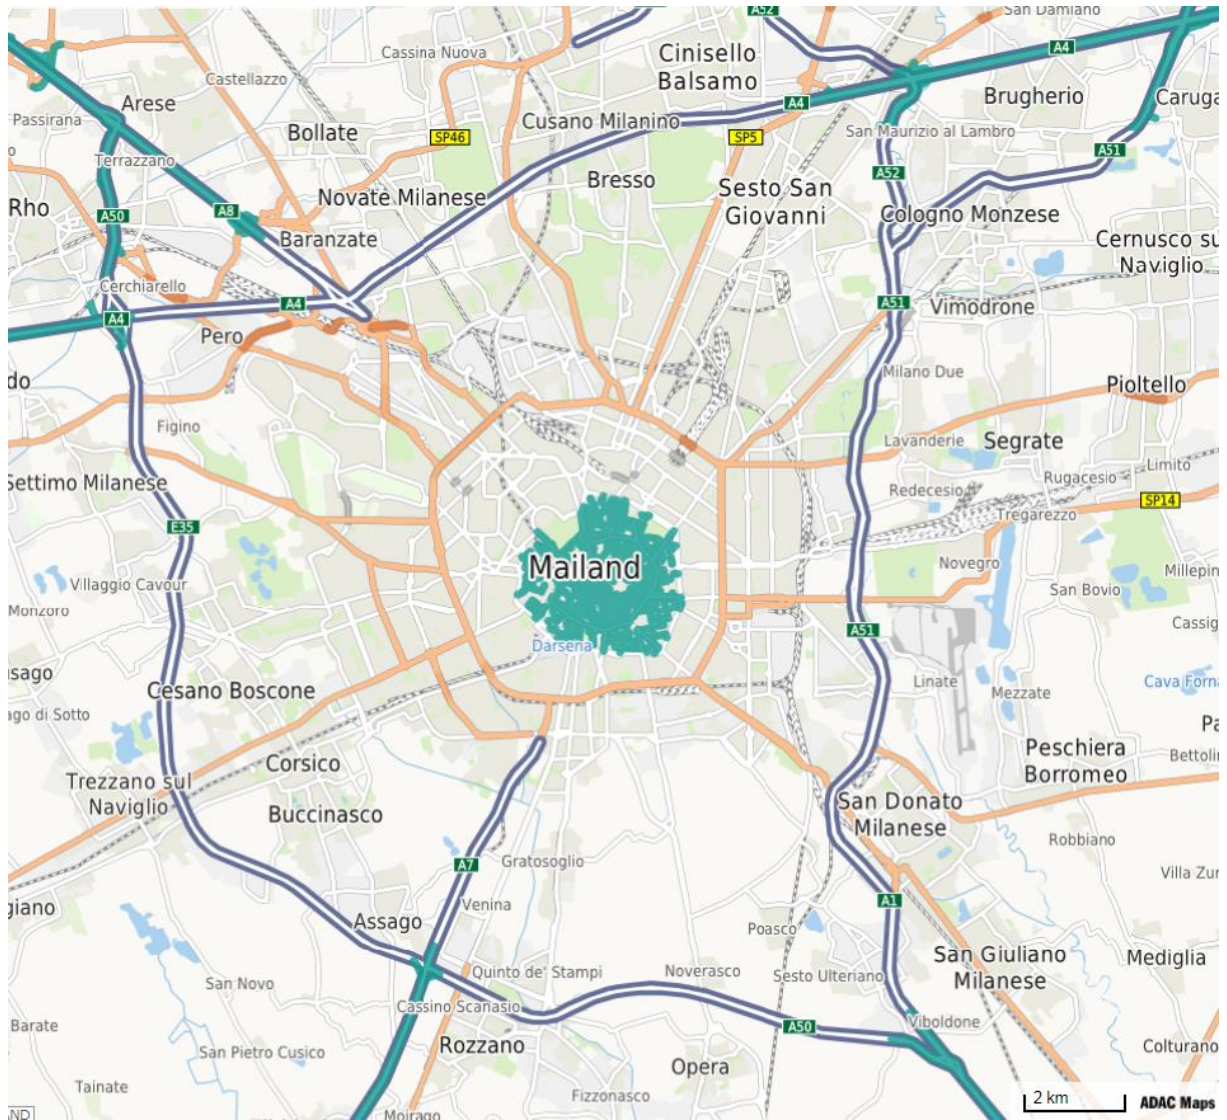 A52
San Damiano
Cassina Nuova
Cinisello
Balsamo
A4
Castellazzo
Arese
Brugherio
Caruga
Passirana
A4
Cusano Milanino
Bollate
SP46
SP5
San Maurizio al Lambro
Terrazzano
A51
A52
Bresso
Sesto San
Giovanni
Novate Milanese
Rho
A50
A8
Cologno Monzese
Baranzate
Cernusco su
Naviglio
Cerchiarello
A4
A51
Vimodrone
A4
Pero
Milano Due
do
Pioltello
Figino
Lavanderie
Segrate
Limito
Settimo Milanese
Rugacesio
Redecesio
SP14
Tregarezzo
E35
Mailand
Novegro
Millepin
Villaggio Cavour
San Bovio
Monzoro
Cassig
A51
Darsena
sago
Linate
Cava Forna
Cesano Boscone
Mezzate
ago di Sotto
Pa
Peschiera
Borromeo
Bettolin
Corsico
Trezzano sul
Naviglio
San Donato
Milanese
Buccinasco
Robbiano
Gratosoglio
A7
Villa Zur
A1
Venina
giano
Assago
Poasco
San Giuliano
Milanese
Mediglia
Quinto de' Stampi
Noverasco
Sesto Ulteriano
San Novo
Cassino Scanasio
Viboldone
Barate
A50
Rozzano
Colturano
San Pietro Cusico
Opera
Tainate
Fizzonasco
2 km
ADAC Maps
Moirago
AND